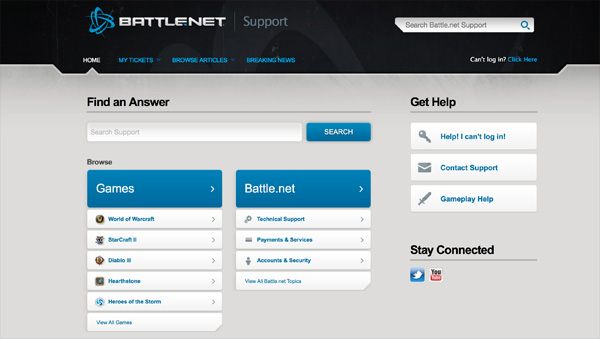 BATTLE.NET Support
Search Battle.net Support
HOME MY TICKETS BROWSE ARTICLES BREAKING NEWS
Can't log in? Click Here
Find an Answer
Search Support
SEARCH
Browse
Games
World of Warcraft
StarCraft II
Diablo III
Hearthstone
Heroes of the Storm
View All Games
Battle.net
Technical Support
Payments & Services
Accounts & Security
View All Battle.net Topics
Get Help
Help! I can't log in!
Contact Support
Gameplay Help
Stay Connected
You Tube